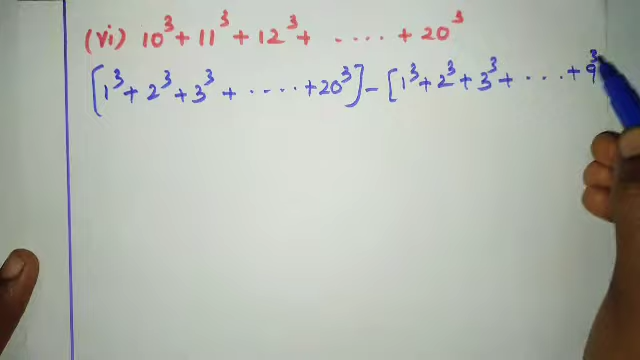 (vi) 10³ + 11³ + 12³ + ..... + 20³
[1³ + 2³ + 3³ + ..... + 20³] - [1³ + 2³ + 3³ + ... + 9³